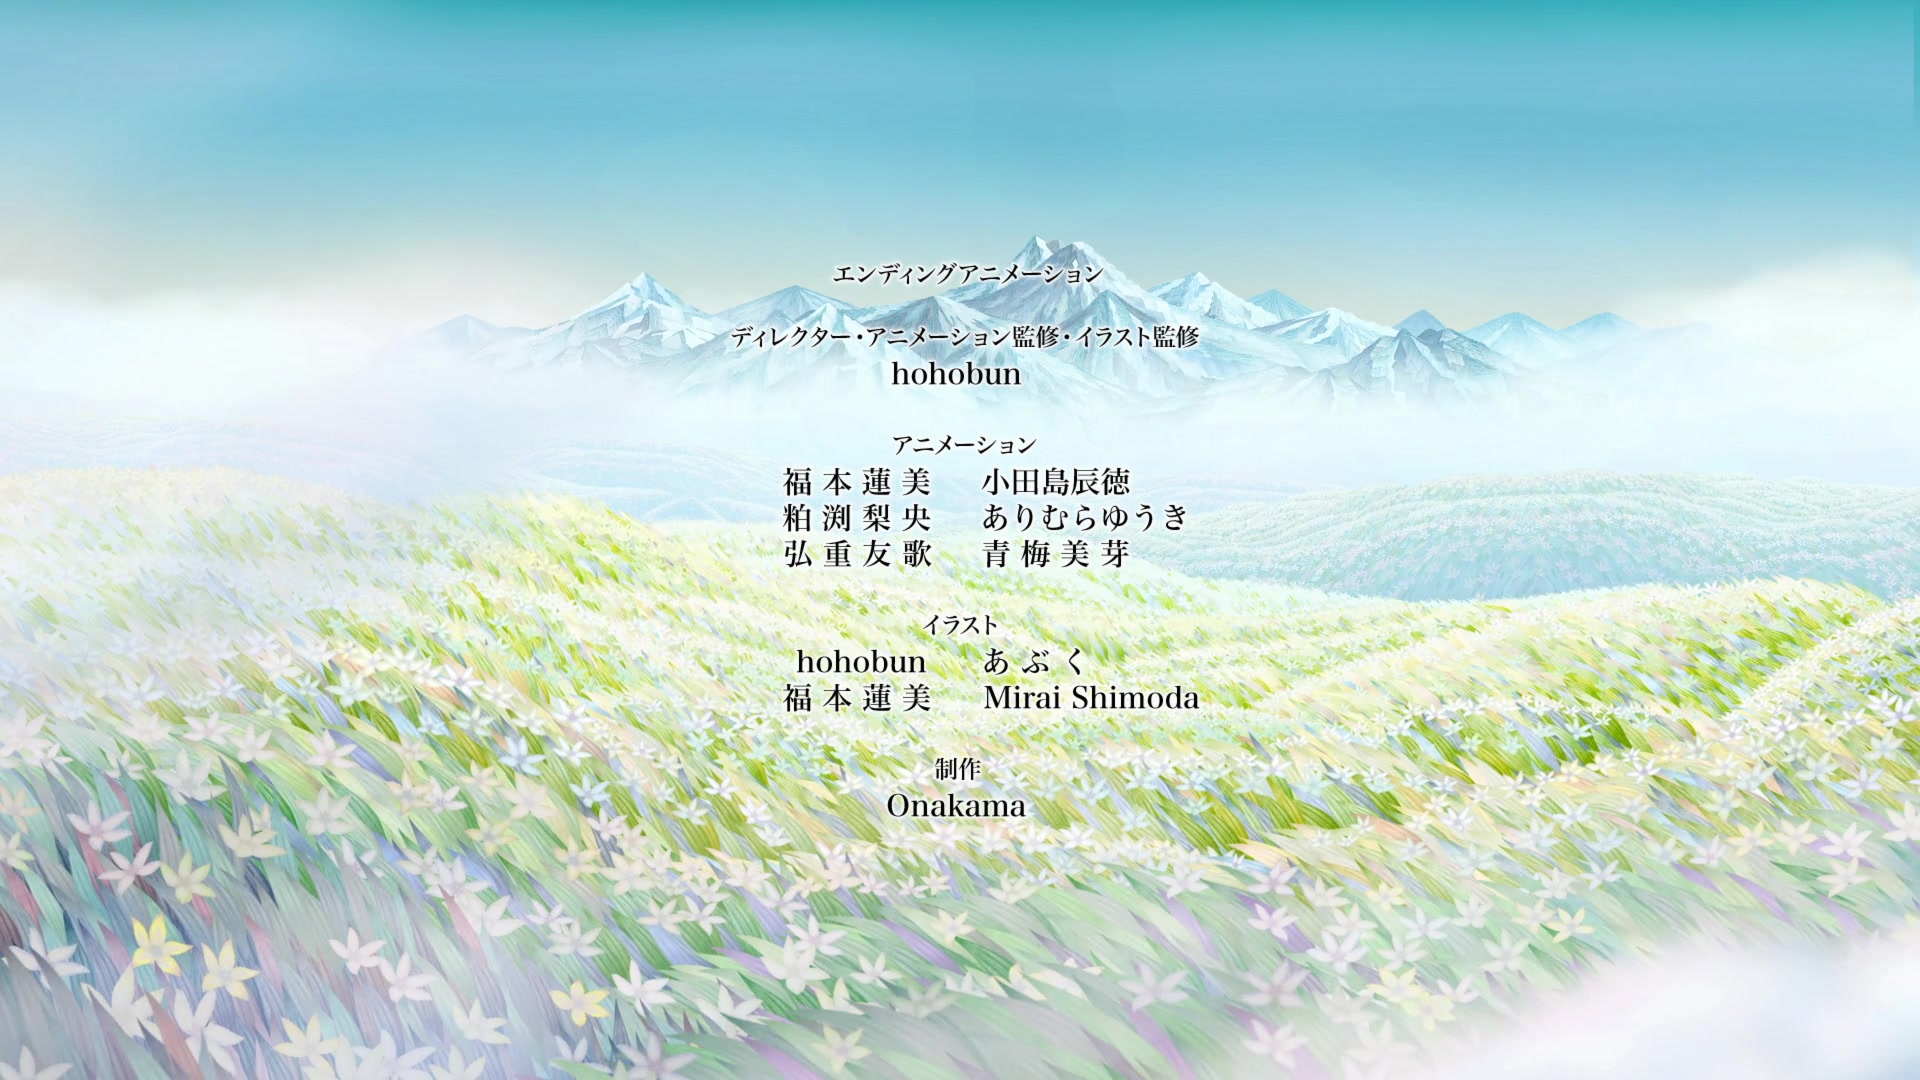 エンディングアニメーション
ディレクター・アニメーション監修・イラスト監修
hohobun
アニメーション
福本蓮美 小田島辰徳
粕渕梨央 ありむらゆうき
弘重友歌 青梅美芽
イラスト
hohobun あぶく
福本蓮美 Mirai Shimoda
制作
Onakama